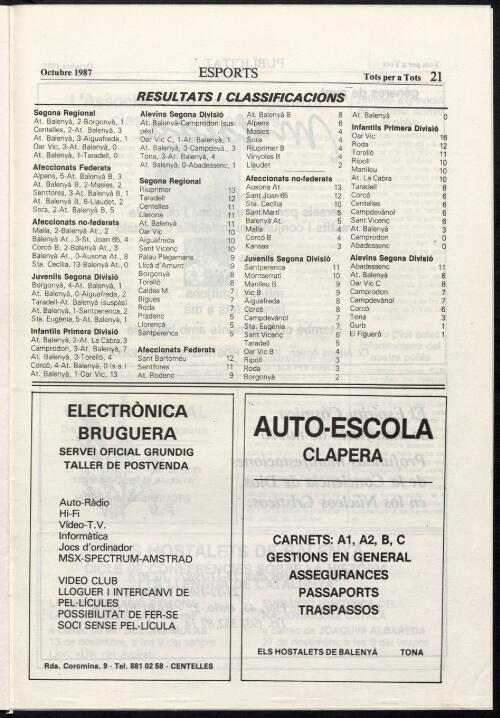 Octubre 1987
ESPORTS
Tots per a Tots 21
RESULTATS I CLASSIFICACIONS
Segona Regional
At. Balenyà, 2-Borgonyà, 1
Centelles, 2-At. Balenyà, 3
At. Balenyà, 3-Aiguafreda, 1
Oar Vic, 3-At. Balenyà, 0
At. Balenyà, 1-Taradell, 0
Afeccionats Federats
Alpens, 5-At. Balenyà B, 3
At. Balenyà B, 2-Masies, 2
Sentfores, 3-At. Balenyà B, 1
At. Balenyà B, 8-Llaudet, 2
Sora, 2-At. Balenyà B, 5
Afeccionats no-federats
Malla, 2-Balenyà At., 2
Balenyà At., 3-St. Joan 65, 4
Corcó B, 2-Balenyà At., 3
Balenyà At., 0-Ausona At., 8
Sta. Cecília, 13-Balenyà At., 0
Juvenils Segona Divisió
Borgonyà, 4-At. Balenyà, 1
At. Balenyà, 0-Aiguafreda, 2
Taradell-At. Balenyà (suspès)
At. Balenyà, 1-Santperença, 2
Sta. Eugènia, 5-At. Balenyà, 1
Infantils Primera Divisió
At. Balenyà, 2-At. La Cabra, 3
Camprodon, 3-At. Balenyà, 7
At. Balenyà, 3-Torelló, 4
Corcó, 4-At. Balenyà, 0 (s.a.)
At. Balenyà, 1-Oar Vic, 13
Alevins Segona Divisió
At. Balenyà-Camprodon (sus-
pès)
Oar Vic C, 1-At. Balenyà, 1
At. Balenyà, 3-Campdevà., 3
Tona, 3-At. Balenyà, 4
At. Balenyà, 0-Abadessenc, 1
Segona Regional
Riuprimer 13
Taradell 12
Centelles 11
Llerona 11
At. Balenyà 11
Oar Vic 10
Aiguafreda 10
Sant Vicenç 10
Palau Plegamans 9
Lliçà d'Amunt 9
Borgonyà 8
Torelló 8
Caldes M. 7
Bigues 7
Roda 7
Pradenc 5
Llorençà 5
Santperença 5
Afeccionats Federats
Sant Bartomeu 12
Sentfores 11
At. Rodenc 9
At. Balenyà B 8
Alpens 6
Masies 4
Sora 4
Riuprimer B 4
Vinyoles B 4
Llaudet 2
Afeccionats no-federats
Ausona At. 13
Sant Joan 65 12
Sta. Cecília 10
Sant Martí 5
Balenyà At. 5
Malla 4
Corcó B 4
Kansas 3
Juvenils Segona Divisió
Santperença 11
Montserrat 10
Manlleu B 9
Vic B 9
Aiguafreda 8
Corcó 8
Campdevànol 8
Sta. Eugènia 7
Sant Vicenç 6
Taradell 5
Oar Vic B 4
Ripoll 3
Roda 3
Borgonyà 2
At. Balenyà 0
Infantils Primera Divisió
Oar Vic 16
Roda 12
Torelló 11
Ripoll 10
Manlleu 10
At. La Cabra 10
Taradell 8
Corcó 6
Centelles 6
Campdevànol 6
Sant Vicenç 6
At. Balenyà 3
Camprodon 3
Abadessenc 0
Alevins Segona Divisió
Abadessenc 11
At. Balenyà 8
Oar Vic C 8
Camprodon 7
Campdevànol 7
Corcó 6
Tona 3
Gurb 1
El Figueró 1
ELECTRÒNICA
BRUGUERA
SERVEI OFICIAL GRUNDIG
TALLER DE POSTVENDA
Auto-Ràdio
Hi-Fi
Vídeo-T.V.
Informàtica
Jocs d'ordinador
MSX-SPECTRUM-AMSTRAD
VIDEO CLUB
LLOGUER I INTERCANVI DE
PEL·LÍCULES
POSSIBILITAT DE FER-SE
SOCI SENSE PEL·LÍCULA
Rda. Coromina, 9 - Tel. 881 02 58 - CENTELLES
AUTO-ESCOLA
CLAPERA
CARNETS: A1, A2, B, C
GESTIONS EN GENERAL
ASSEGURANCES
PASSAPORTS
TRASPASSOS
ELS HOSTALETS DE BALENYÀ TONA